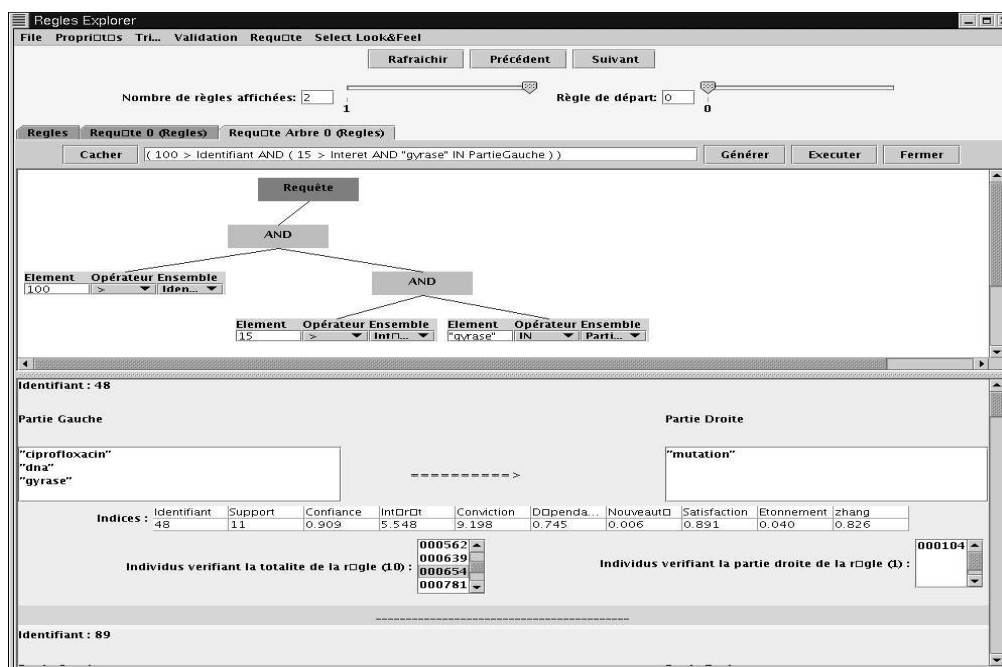 Regles Explorer
File Propri□t□s Tri... Validation Requ□te Select Look&Feel
Rafraichir Précédent Suivant
Nombre de règles affichées: 2 1 Règle de départ: 0 0
Regles Requ□te 0 (Regles) Requ□te Arbre 0 (Regles)
Cacher ( 100 > Identifiant AND ( 15 > Interet AND "gyrase" IN PartieGauche ) ) Générer Executer Fermer
Requête
AND
Element Opérateur Ensemble
100 > Iden...
AND
Element Opérateur Ensemble Element Opérateur Ensemble
15 > Int□... "gyrase" IN Parti...
Identifiant : 48
Partie Gauche Partie Droite
"ciprofloxacin" "mutation"
"dna"
"gyrase"
==========>
Indices : Identifiant Support Confiance Int□r□t Conviction D□penda... Nouveaut□ Satisfaction Etonnement zhang
48 11 0.909 5.548 9.198 0.745 0.006 0.891 0.040 0.826
Individus verifiant la totalite de la r□gle (10) : 000562 000639 000654 000781
Individus verifiant la partie droite de la r□gle (1) : 000104
Identifiant : 89